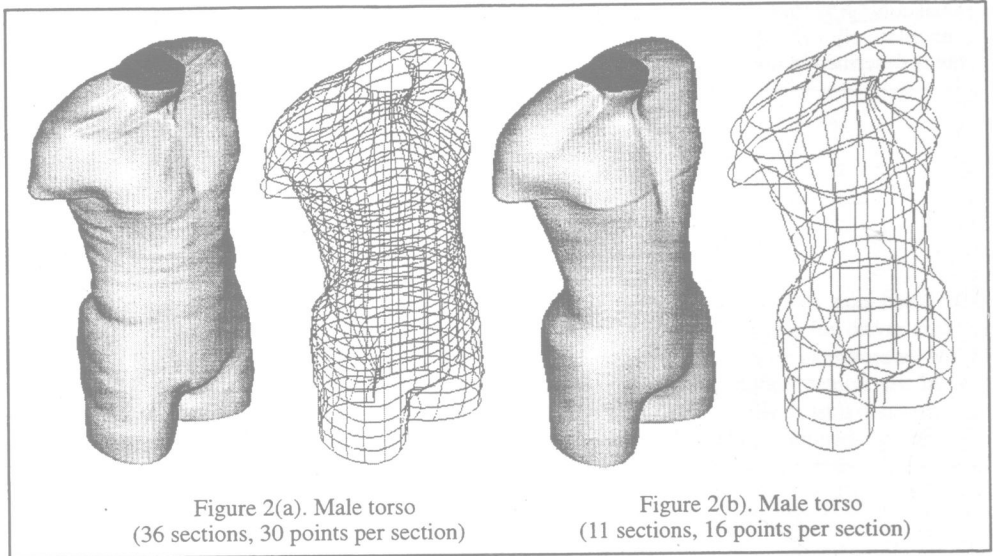 Figure 2(a). Male torso
(36 sections, 30 points per section)
Figure 2(b). Male torso
(11 sections, 16 points per section)